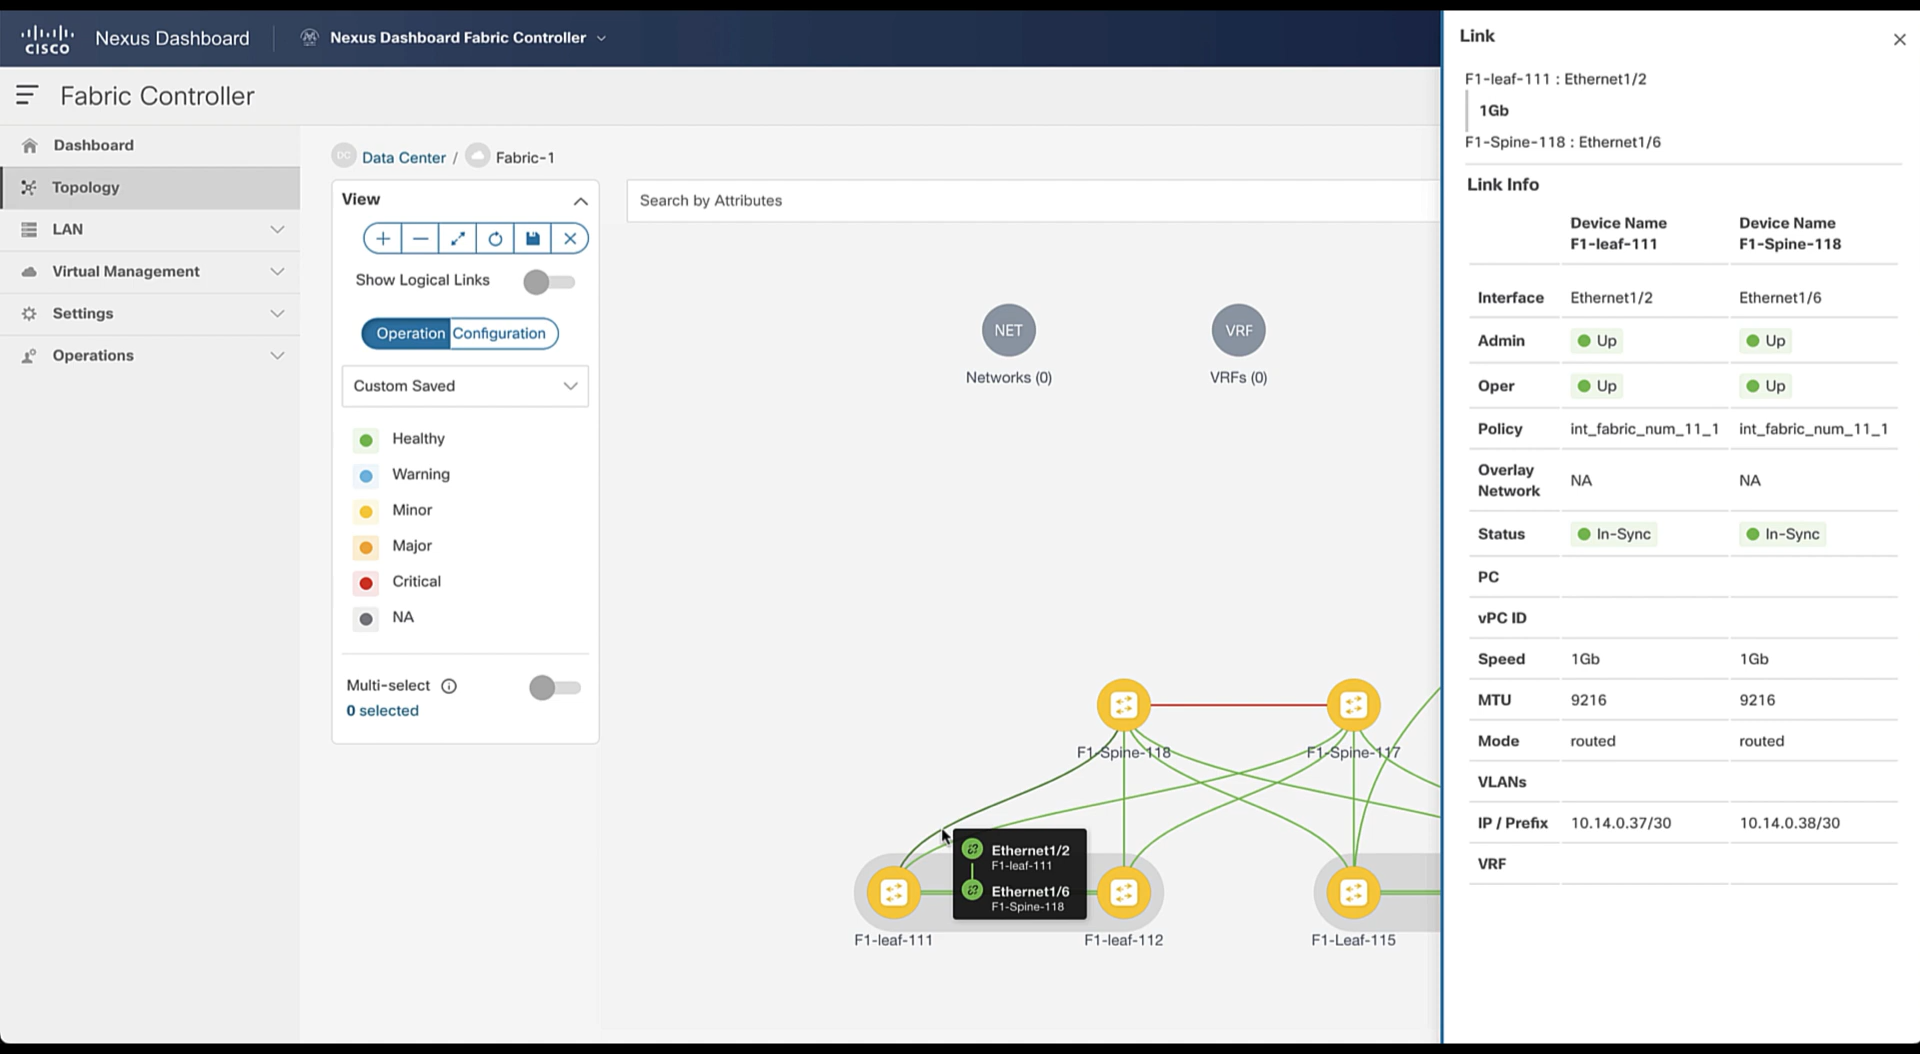 CISCO
Nexus Dashboard
Nexus Dashboard Fabric Controller
Fabric Controller
Dashboard
Topology
LAN
Virtual Management
Settings
Operations
DC Data Center / Fabric-1
View
Show Logical Links
Operation Configuration
Custom Saved
Healthy
Warning
Minor
Major
Critical
NA
Multi-select
0 selected
Search by Attributes
NET
Networks (0)
VRF
VRFs (0)
F1-Spine-118
F1-Spine-117
Ethernet1/2
F1-leaf-111
Ethernet1/6
F1-Spine-118
F1-leaf-111
F1-leaf-112
F1-Leaf-115
Link
F1-leaf-111 : Ethernet1/2
1Gb
F1-Spine-118 : Ethernet1/6
Link Info
Device Name Device Name
F1-leaf-111 F1-Spine-118
Interface Ethernet1/2 Ethernet1/6
Admin Up Up
Oper Up Up
Policy int_fabric_num_11_1 int_fabric_num_11_1
Overlay
Network NA NA
Status In-Sync In-Sync
PC
vPC ID
Speed 1Gb 1Gb
MTU 9216 9216
Mode routed routed
VLANs
IP / Prefix 10.14.0.37/30 10.14.0.38/30
VRF